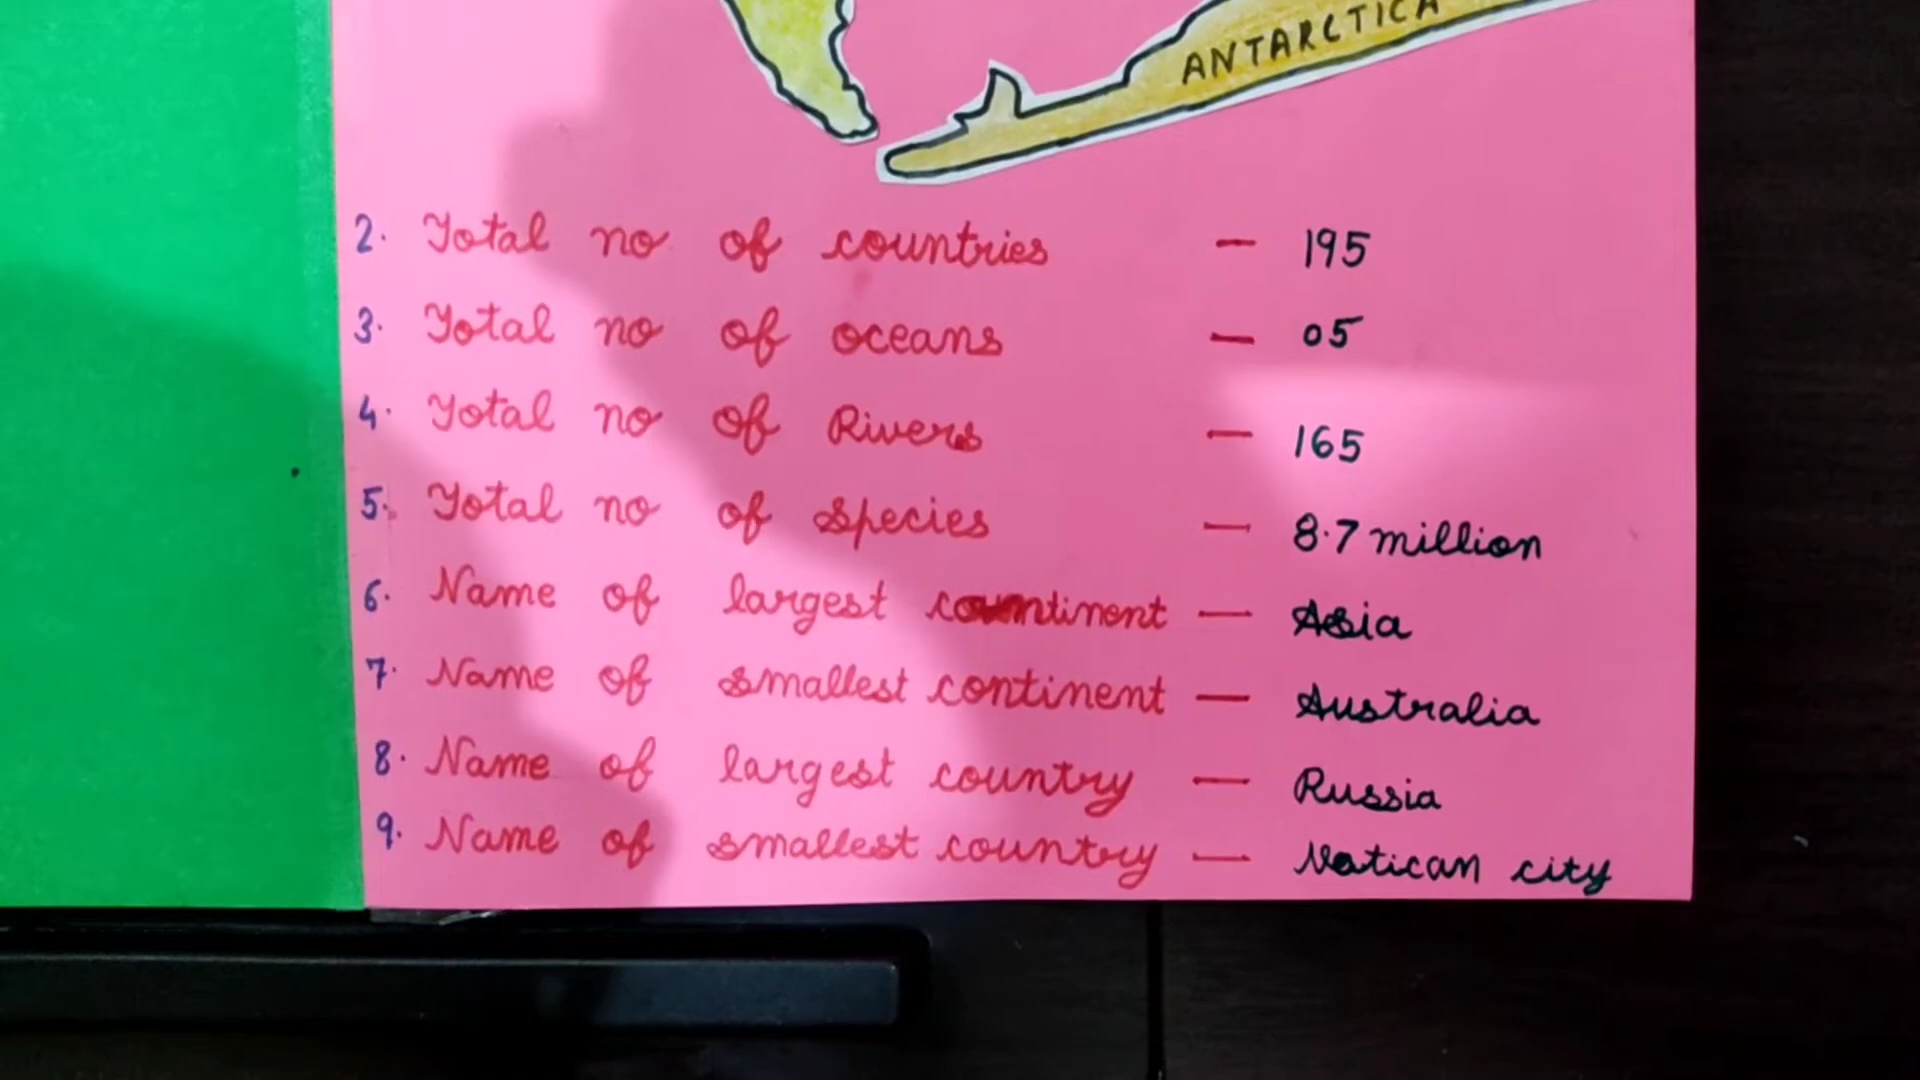 ANTARCTICA
2. Total no of countries - 195
3. Total no of oceans - 05
4. Total no of Rivers - 165
5. Total no of species - 8.7 million
6. Name of largest continent - Asia
7. Name of smallest continent - Australia
8. Name of largest country - Russia
9. Name of smallest country - Vatican city